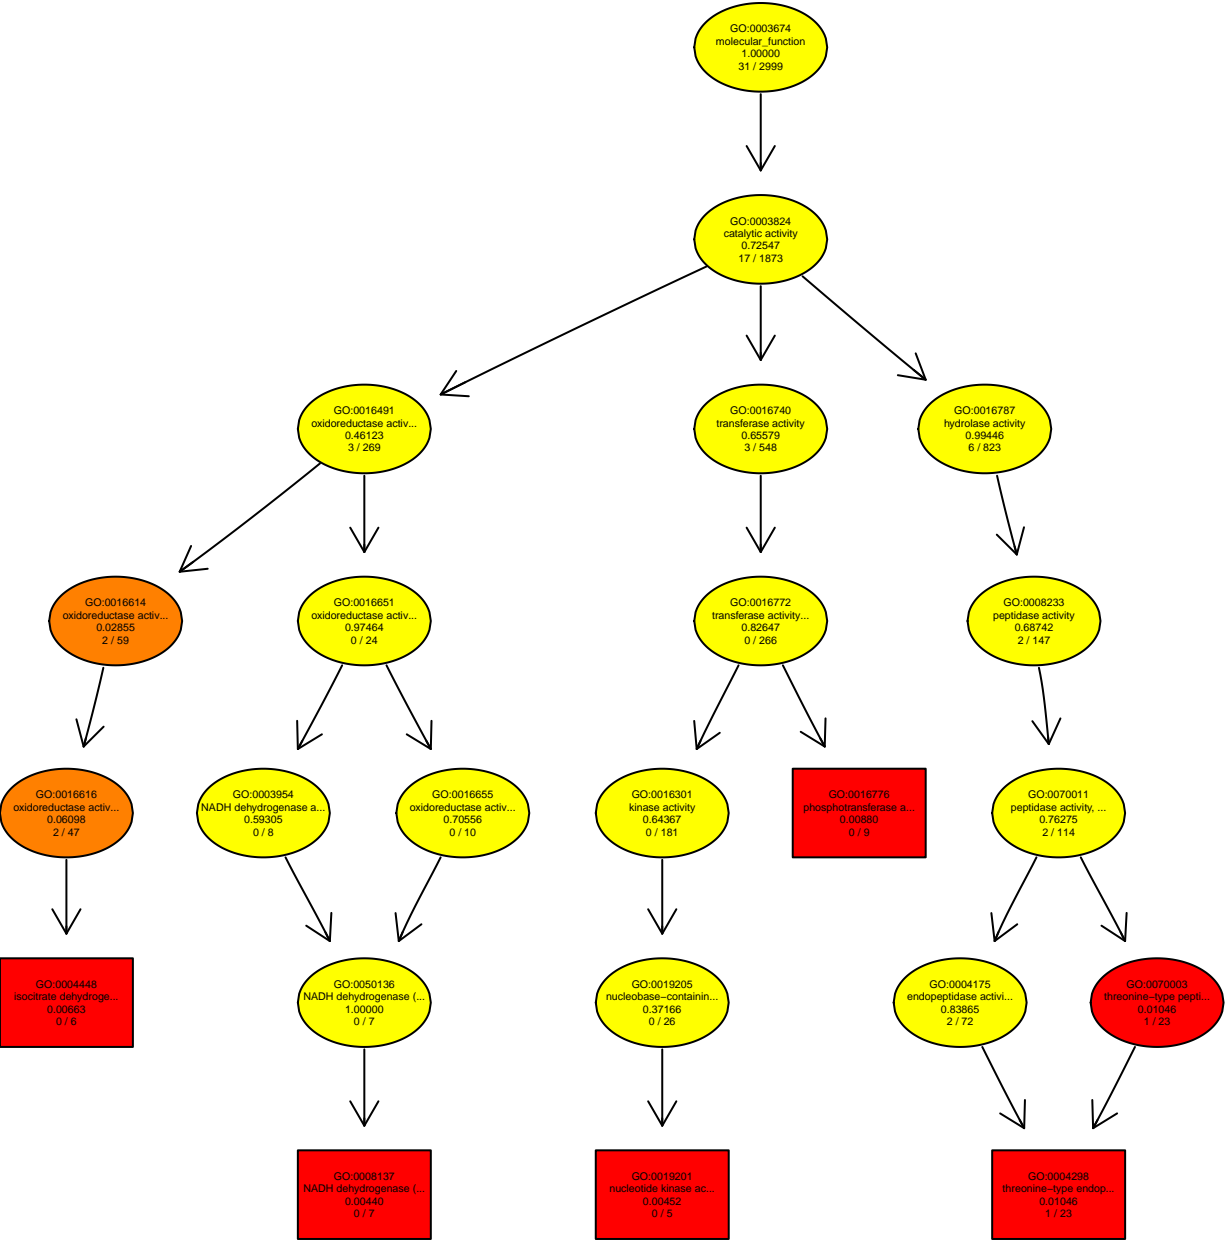 GO:0003674
molecular_function
1.00000
31 / 2999
GO:0003824
catalytic activity
0.72547
17 / 1873
GO:0016491
oxidoreductase activ...
0.46123
3 / 269
GO:0016740
transferase activity
0.65579
3 / 548
GO:0016787
hydrolase activity
0.99446
6 / 823
GO:0016614
oxidoreductase activ...
0.02855
2 / 59
GO:0016651
oxidoreductase activ...
0.97464
0 / 24
GO:0016772
transferase activity...
0.82647
0 / 266
GO:0008233
peptidase activity
0.68742
2 / 147
GO:0016616
oxidoreductase activ...
0.06098
2 / 47
GO:0003954
NADH dehydrogenase a...
0.59305
0 / 8
GO:0016655
oxidoreductase activ...
0.70556
0 / 10
GO:0016301
kinase activity
0.64367
0 / 181
GO:0016776
phosphotransferase a...
0.00880
0 / 9
GO:0070011
peptidase activity, ...
0.76275
2 / 114
GO:0004448
isocitrate dehydroge...
0.00663
0 / 6
GO:0050136
NADH dehydrogenase (...
1.00000
0 / 7
GO:0019205
nucleobase−containin...
0.37166
0 / 26
GO:0004175
endopeptidase activi...
0.83865
2 / 72
GO:0070003
threonine−type pepti...
0.01046
1 / 23
GO:0008137
NADH dehydrogenase (...
0.00440
0 / 7
GO:0019201
nucleotide kinase ac...
0.00452
0 / 5
GO:0004298
threonine−type endop...
0.01046
1 / 23